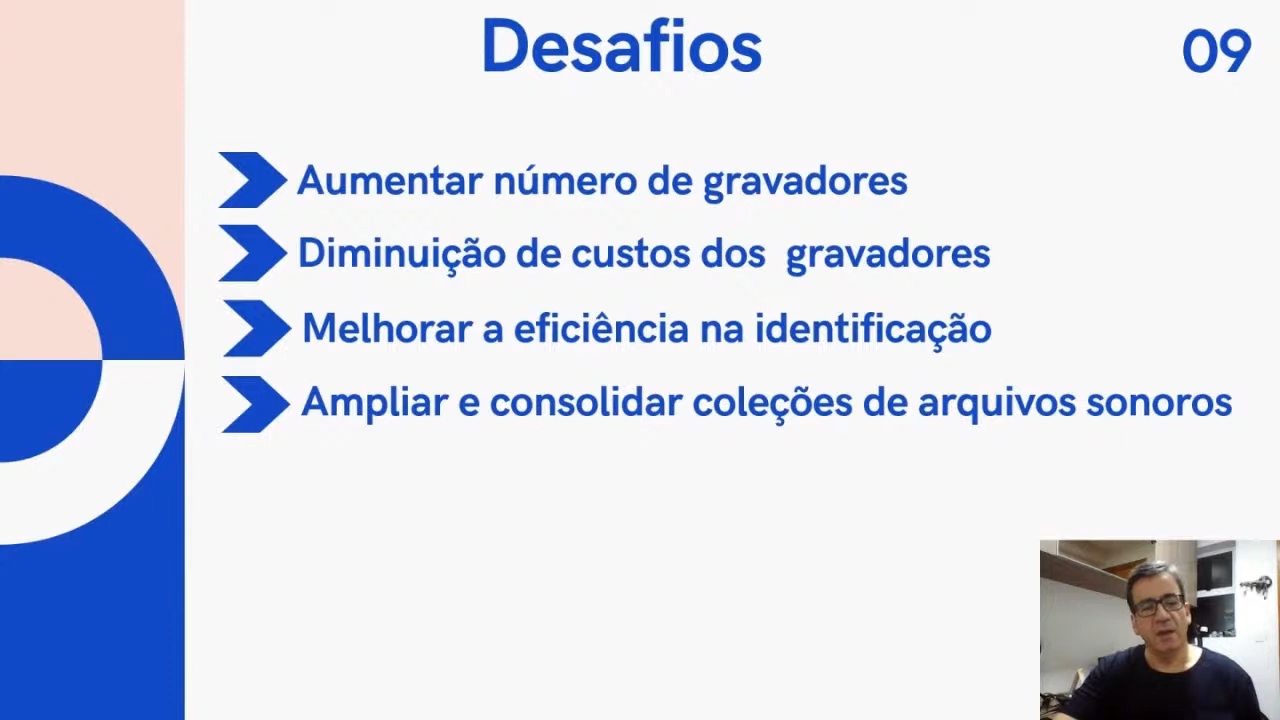 Desafios
09
Aumentar número de gravadores
Diminuição de custos dos  gravadores
Melhorar a eficiência na identificação
Ampliar e consolidar coleções de arquivos sonoros